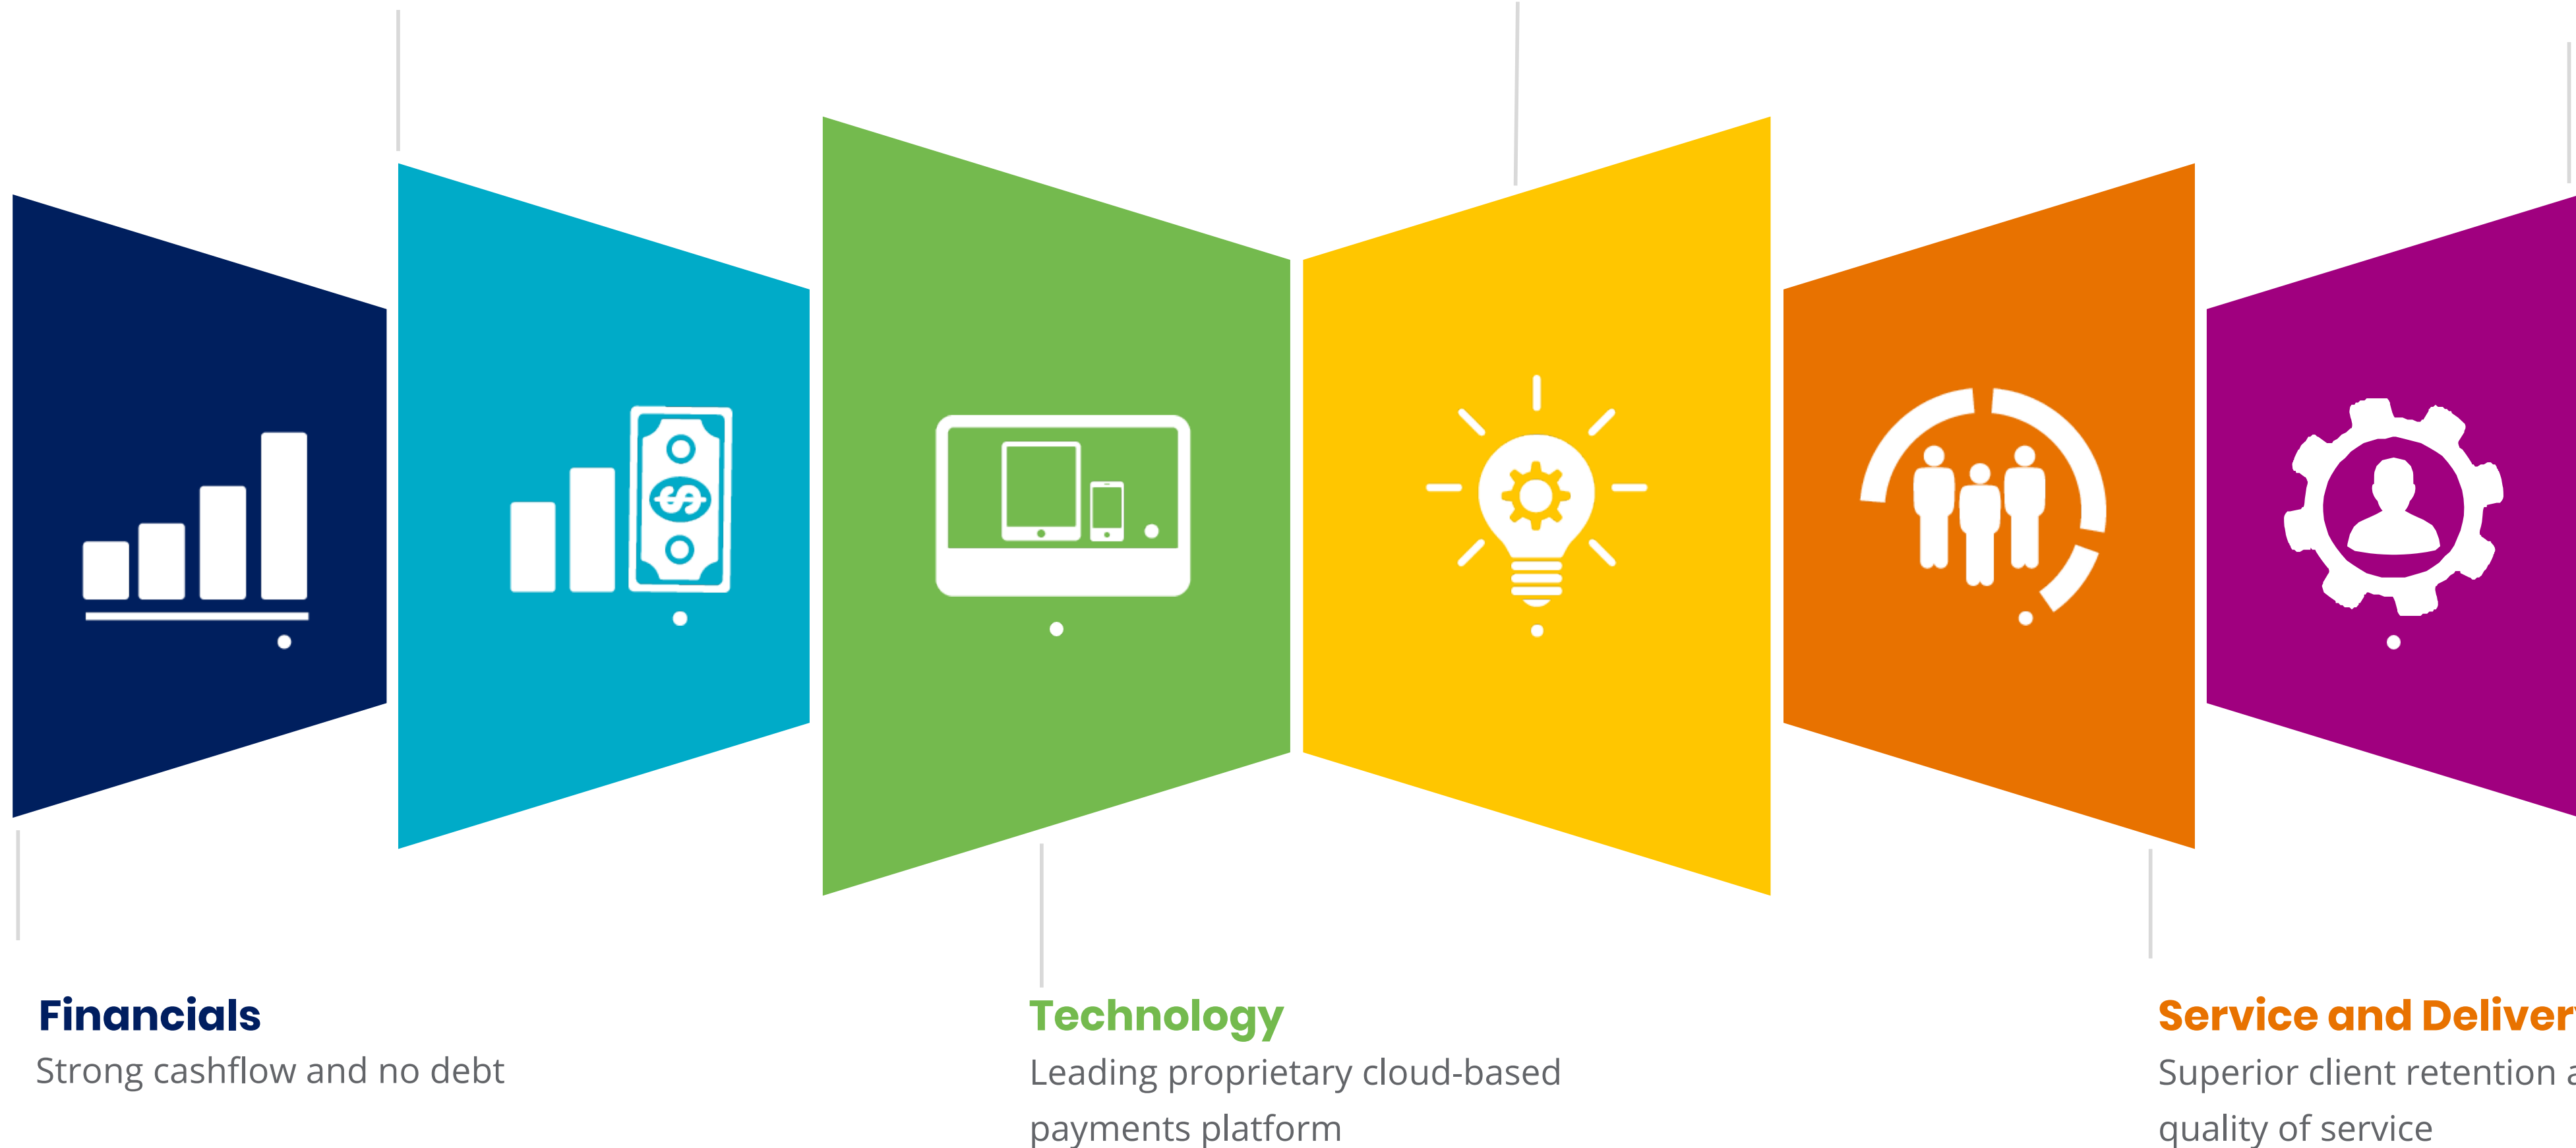 Financials
Strong cashflow and no debt
Technology
Leading proprietary cloud-based
payments platform
Service and Deliver
Superior client retention a
quality of service